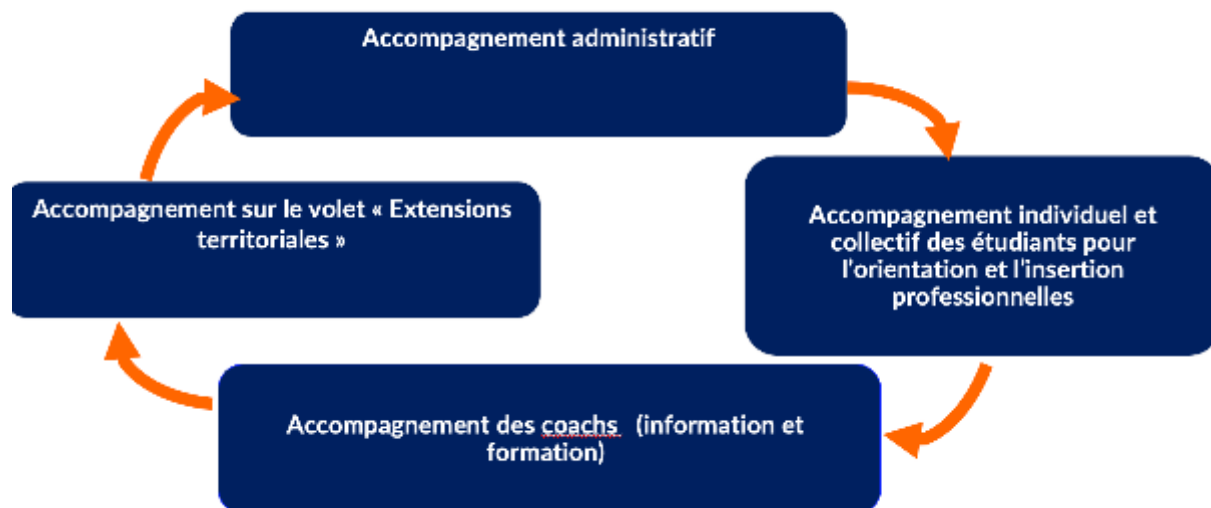 Accompagnement administratif
Accompagnement sur le volet « Extensions
territoriales »
Accompagnement individuel et
collectif des étudiants pour
l'orientation et l'insertion
professionnelles
Accompagnement des coachs (information et
formation)